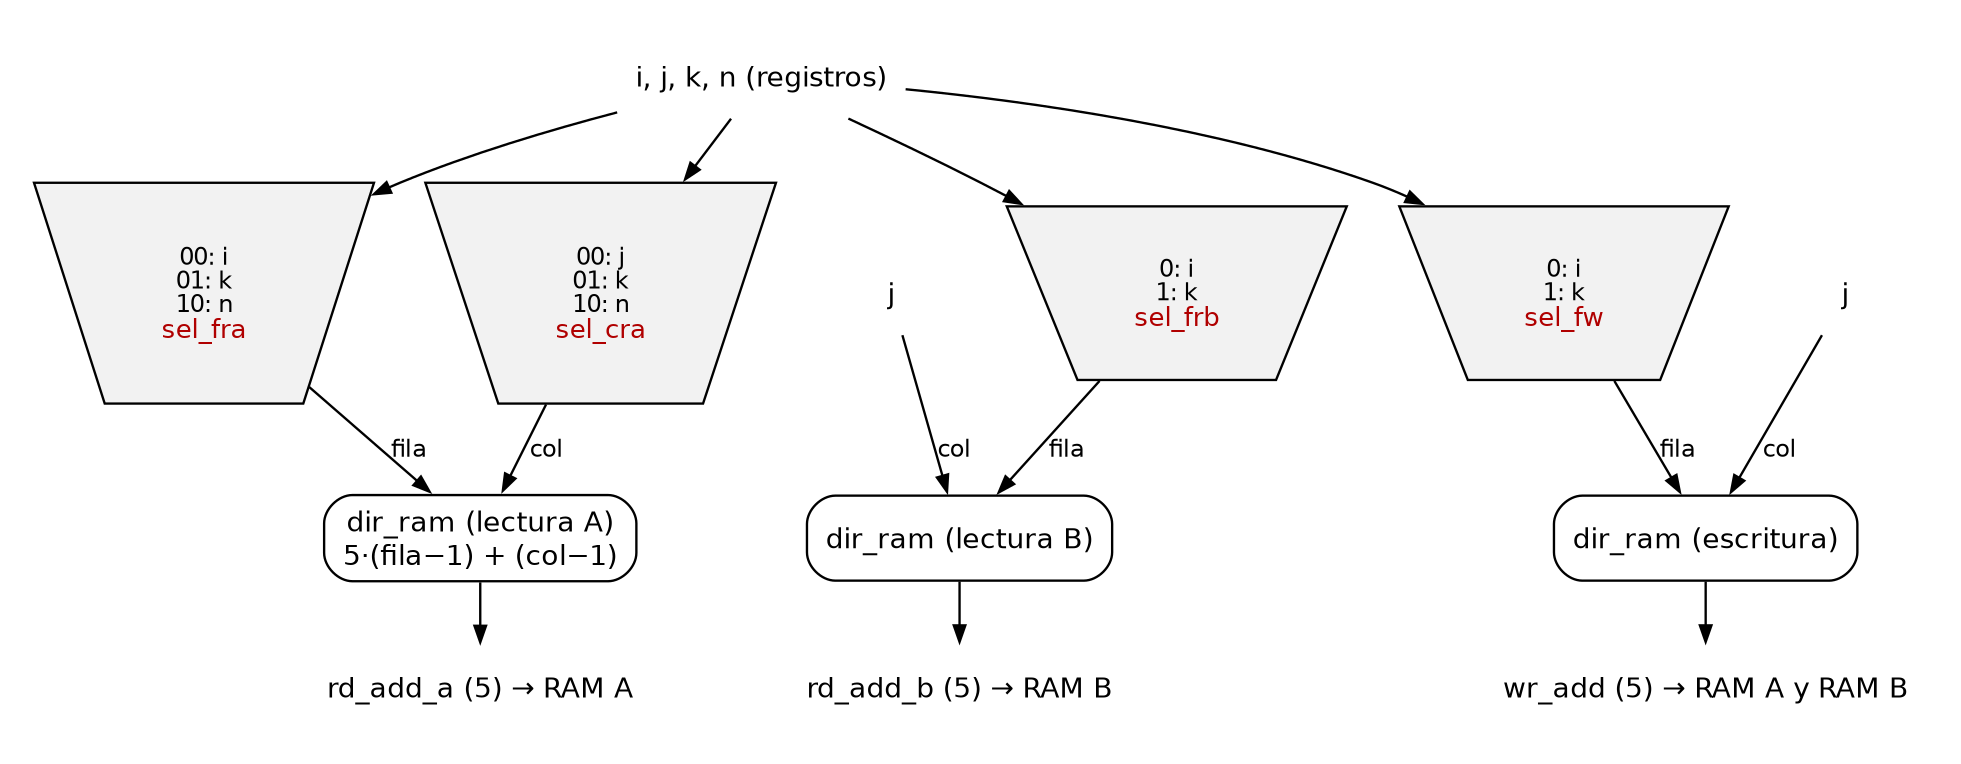 i, j, k, n (registros)
00: i
01: k
10: n
sel_fra
00: j
01: k
10: n
sel_cra
j
0: i
1: k
sel_frb
0: i
1: k
sel_fw
j
fila
col
col
fila
fila
col
dir_ram (lectura A)
5·(fila−1) + (col−1)
dir_ram (lectura B)
dir_ram (escritura)
rd_add_a (5) → RAM A
rd_add_b (5) → RAM B
wr_add (5) → RAM A y RAM B